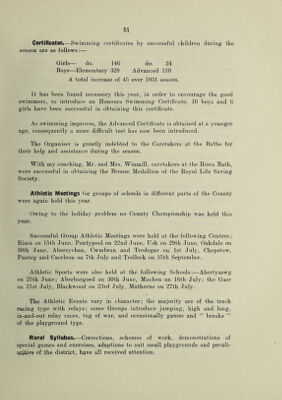 51
Certificates.—Swimming certificates by successful children during the
season are as follows:—
Girls— do. 146 do. 24
Boys—Elementary 328 Advanced 110
A total increase of 45 over 1931 season.
It has been found necessary this year, in order to encourage the good
swimmers, to introduce an Honours Swimming Certificate. 10 boys and 6
girls have been successful in obtaining this certificate.
As swimming improves, the Advanced Certificate is obtained at a younger
age, consequently a more difficult test has now been introduced.
The Organiser is greatly indebted to the Caretakers at the Baths for
their help and assistance during the season.
With my coaching, Mr. and Mrs. Winmill, caretakers at the Risca Bath,
were successful in obtaining the Bronze Medallion of the Royal Life Saving
Society.
Athletic Meetings for groups of schools in different parts of the County
were again held this year.
Owing to the holiday problem no County Championship was held this
year.
Successful Group Athletic Meetings were held at the following Centres:
Risca on 15th June, Pontypool on 22nd June, Usk on 29th June, Oakdale on
30th June, Abersychan, Cwmbran and Tredegar on 1st July, Chepstow,
Panteg and Caerleon on 7th July and Trelleck on 15th September.
Athletic Sports were also held at the following Schools:—Abertysswg
on 25th June; Aberbargoed on 30th June, Machen on 16th July; the Gaer
on 21st July, Blackwood on 23rd July, Matherne on 27th July.
The Athletic Events vary in character; the majority are of the track
racing type with relays; some Groups introduce jumping, high and long,
in-and-out relay races, tug of war, and occasionally games and " breaks "
of the playground type.
Rural Syllabus.—Corrections, schemes of work, demonstrations of
special games and exercises, adaptions to suit small playgrounds and peculi-
arities of the district, have all received attention.